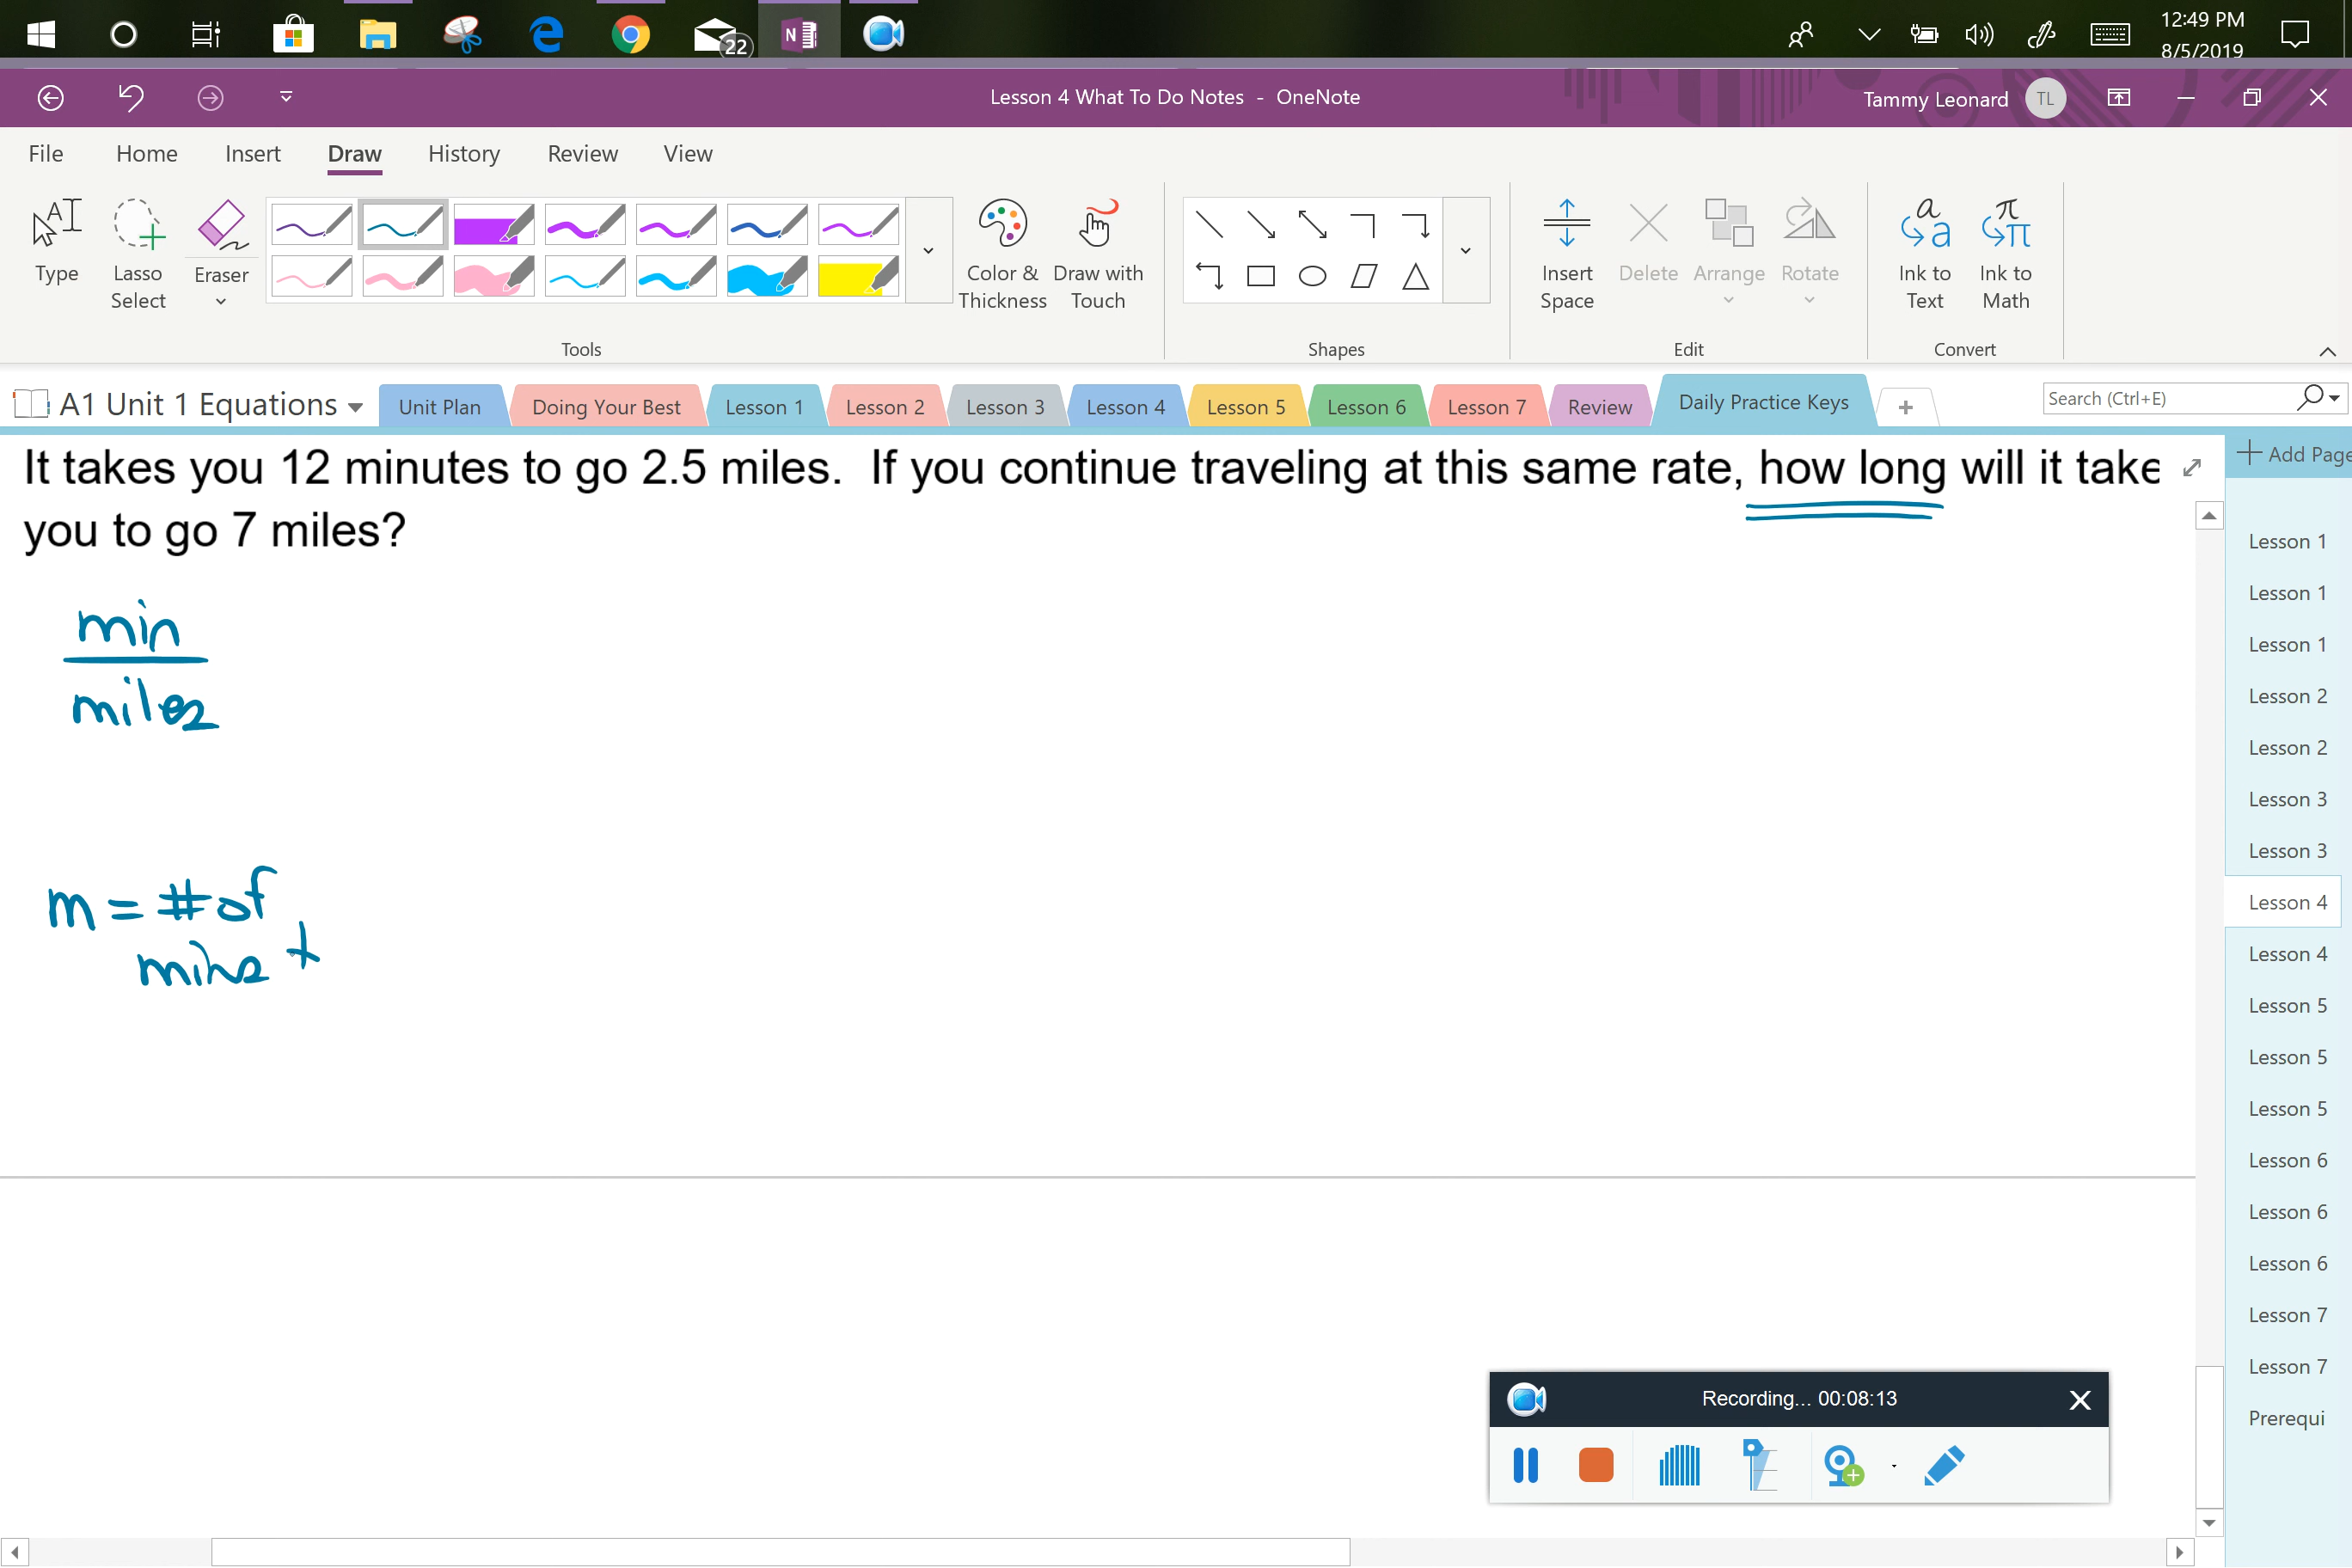 22
N
12:49 PM
8/5/2019
Lesson 4 What To Do Notes - OneNote
Tammy Leonard
TL
File
Home
Insert
Draw
History
Review
View
Type
Lasso
Select
Eraser
Color &
Thickness
Draw with
Touch
Insert
Space
Delete
Arrange
Rotate
Ink to
Text
Ink to
Math
Tools
Shapes
Edit
Convert
A1 Unit 1 Equations
Unit Plan
Doing Your Best
Lesson 1
Lesson 2
Lesson 3
Lesson 4
Lesson 5
Lesson 6
Lesson 7
Review
Daily Practice Keys
Search (Ctrl+E)
It takes you 12 minutes to go 2.5 miles. If you continue traveling at this same rate, how long will it take
you to go 7 miles?
min
miles
m = # of
mins t
Add Page
Lesson 1
Lesson 1
Lesson 1
Lesson 2
Lesson 2
Lesson 3
Lesson 3
Lesson 4
Lesson 4
Lesson 5
Lesson 5
Lesson 5
Lesson 6
Lesson 6
Lesson 6
Lesson 7
Lesson 7
Prerequi
Recording... 00:08:13